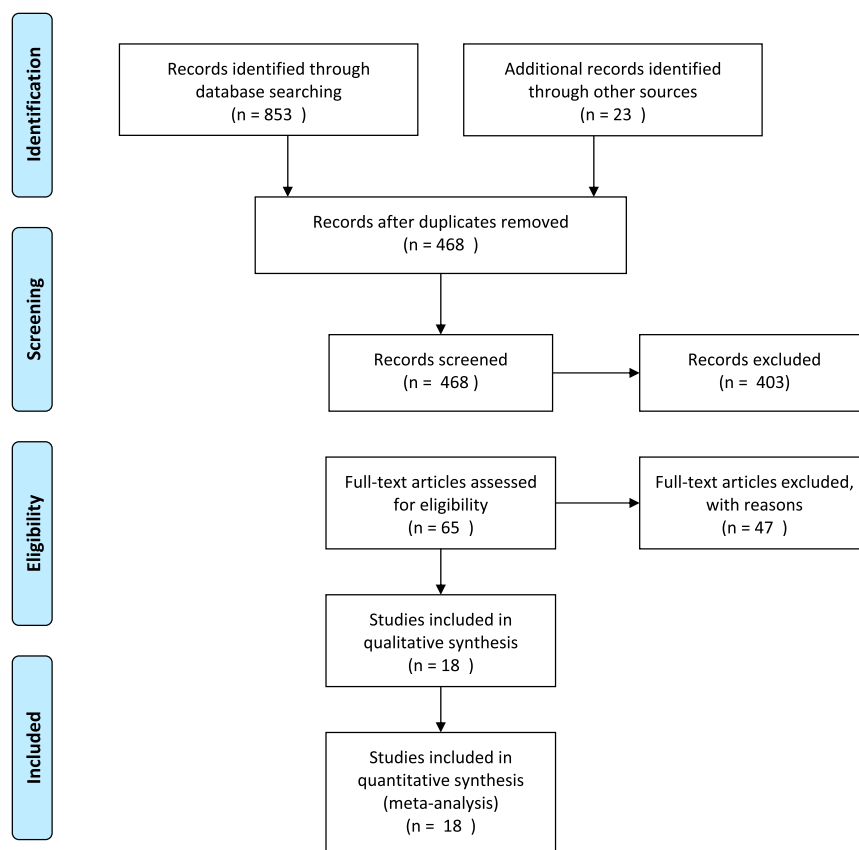 Identification
Records identified through
database searching
(n = 853  )
Additional records identified
through other sources
(n = 23  )
Records after duplicates removed
(n = 468  )
Screening
Records screened
(n =  468 )
Records excluded
(n =  403)
Eligibility
Full-text articles assessed
for eligibility
(n = 65  )
Full-text articles excluded,
with reasons
(n = 47  )
Studies included in
qualitative synthesis
(n = 18  )
Included
Studies included in
quantitative synthesis
(meta-analysis)
(n =  18 )